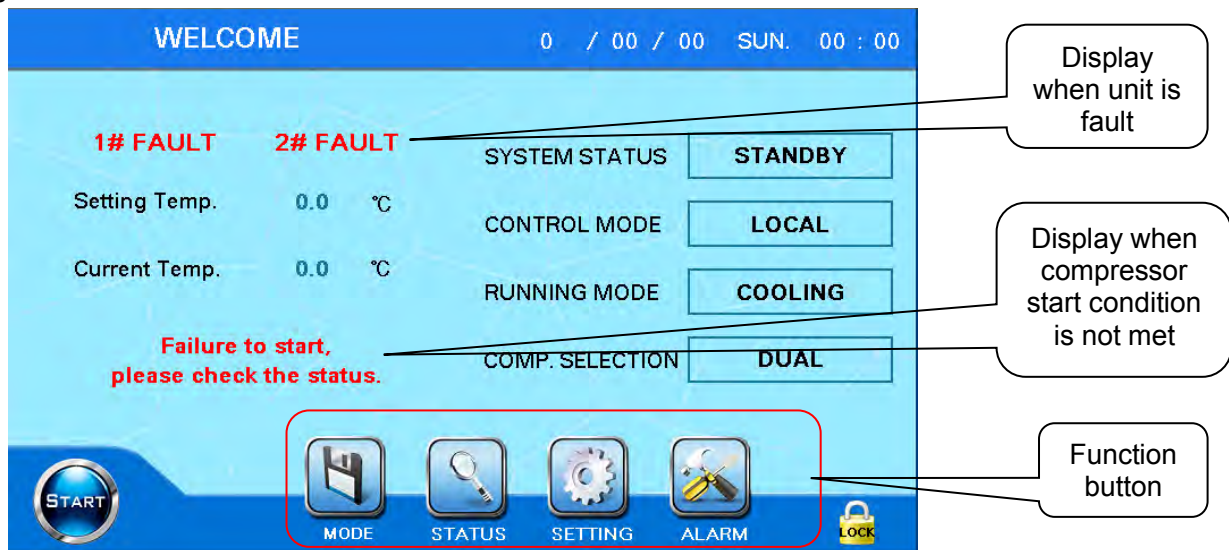 WELCOME
0 / 00 / 00 SUN. 00 : 00
1# FAULT 2# FAULT
Setting Temp. 0.0 ℃
Current Temp. 0.0 ℃
Failure to start,
please check the status.
SYSTEM STATUS STANDBY
CONTROL MODE LOCAL
RUNNING MODE COOLING
COMP. SELECTION DUAL
START
MODE
STATUS
SETTING
ALARM
LOCK
Display
when unit is
fault
Display when
compressor
start condition
is not met
Function
button